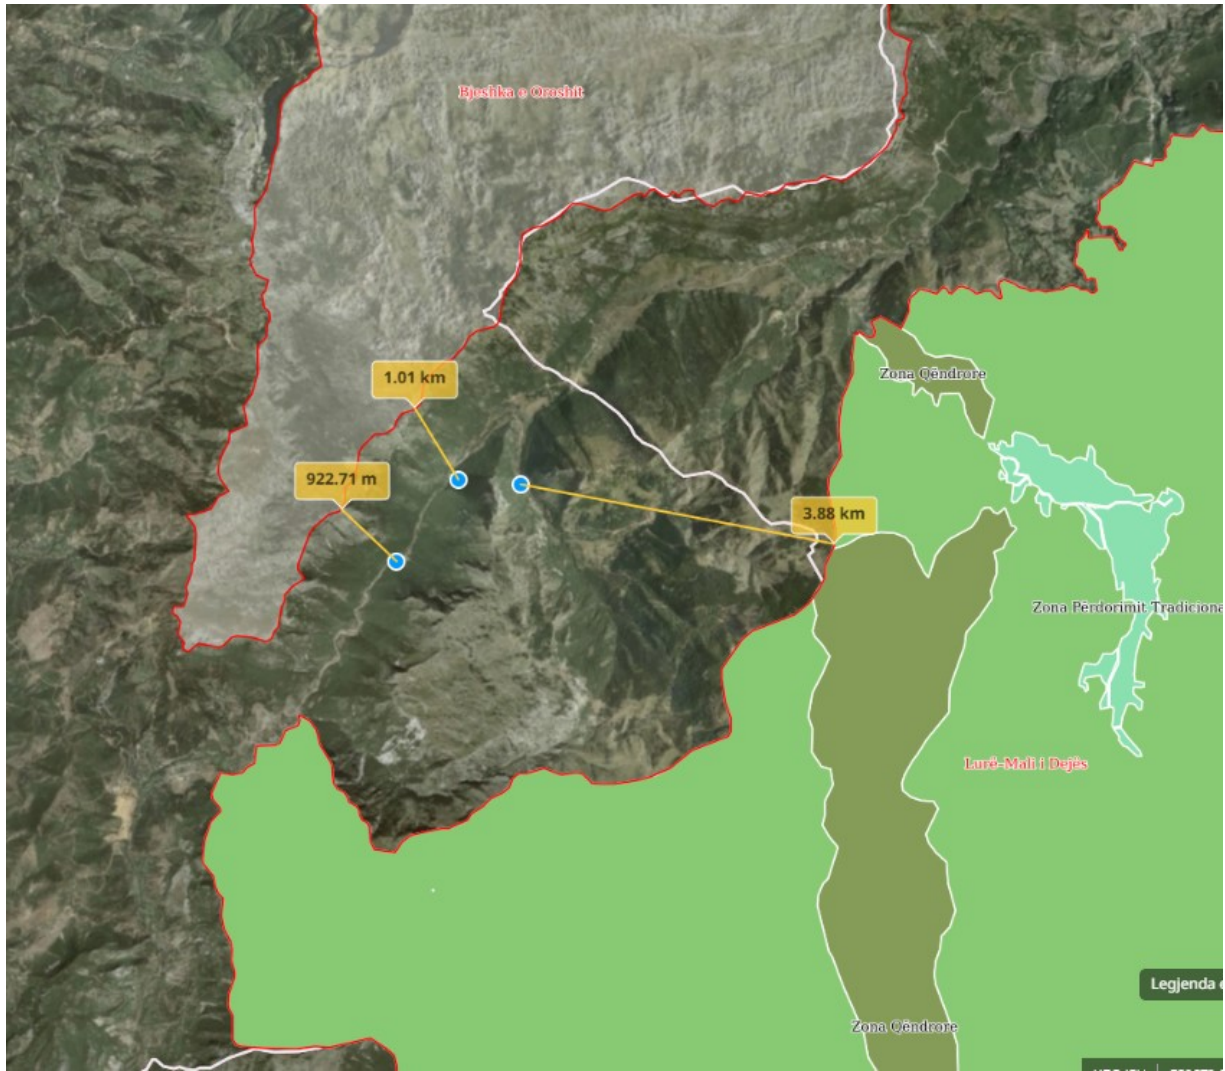 Bjeshka e Oroshit
Zona Qëndrore
1.01 km
922.71 m
3.88 km
Zona Përdorimit Tradiciona
Lurë-Mali i Dejës
Legjenda e
Zona Qëndrore